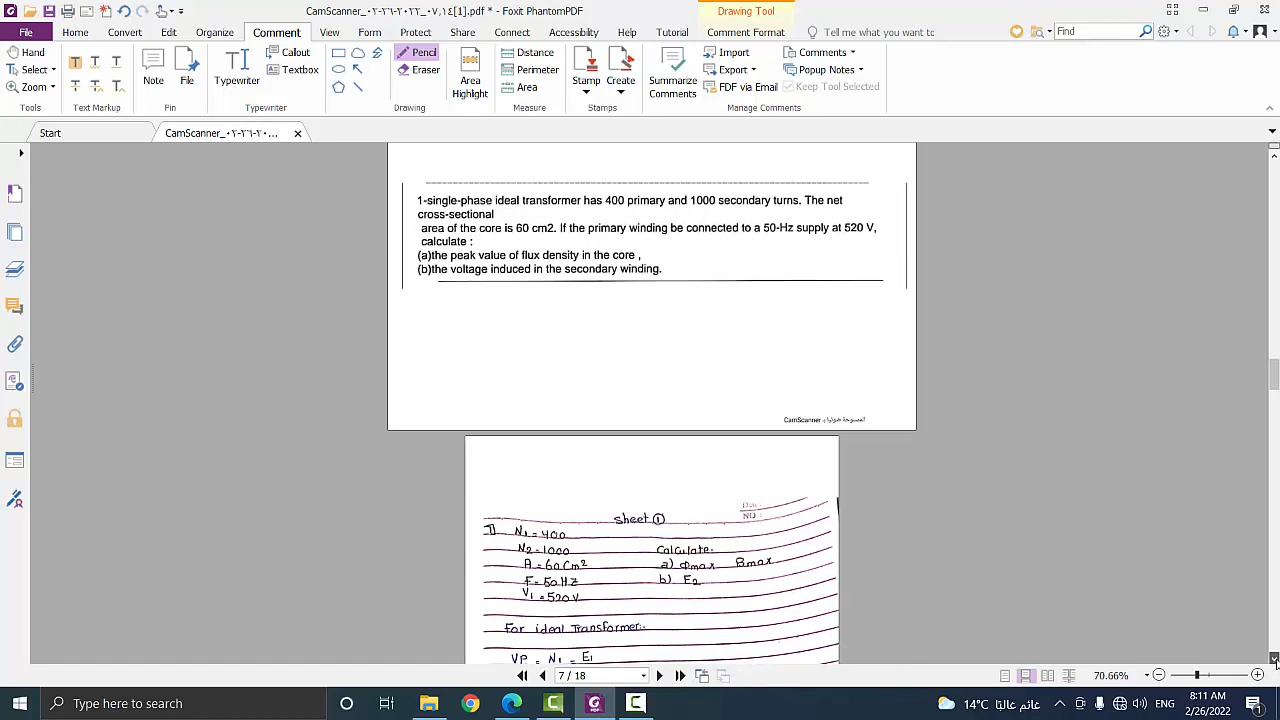 CamScanner_٠٢-٢٦-٢٠٢٢_٠٧.١٤[1].pdf * - Foxit PhantomPDF
Drawing Tool
File
Home
Convert
Edit
Organize
Comment
View
Form
Protect
Share
Connect
Accessibility
Help
Tutorial
Comment Format
Tell me what you want to
Find
Hand
Select
Zoom
Tools
Text Markup
Note
File
Pin
Typewriter
Callout
Textbox
Typewriter
Pencil
Eraser
Drawing
Area
Highlight
Distance
Perimeter
Area
Measure
Stamp
Create
Stamps
Summarize
Comments
Import
Export
FDF via Email
Comments
Popup Notes
Keep Tool Selected
Manage Comments
Start
CamScanner_٠٢-٢٦-٢٠...
1-single-phase ideal transformer has 400 primary and 1000 secondary turns. The net
cross-sectional
area of the core is 60 cm2. If the primary winding be connected to a 50-Hz supply at 520 V,
calculate :
(a)the peak value of flux density in the core ,
(b)the voltage induced in the secondary winding.
الممسوحة ضوئيا بـ CamScanner
NO :
Sheet ①
1 N1 = 400
N2 = 1000 Calculate.
A = 60 Cm² a) Φmax Bmax
F = 50 HZ b) E2
V1 = 520 V
For ideal Transformer:-
VP = N1 = E1
7 / 18
70.66%
Type here to search
14°C غائم غالبا
ENG
8:11 AM
2/26/2022